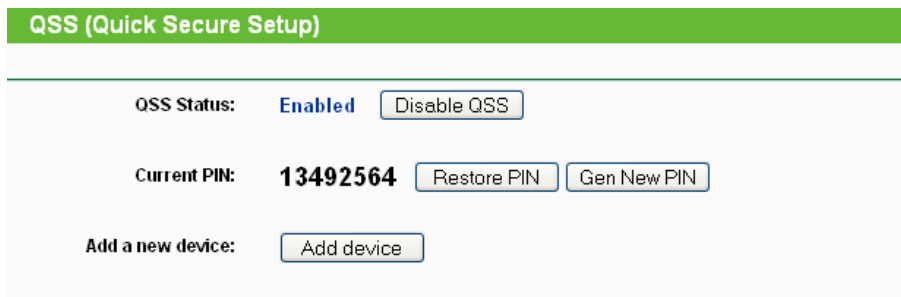 QSS (Quick Secure Setup)
QSS Status: Enabled Disable QSS
Current PIN: 13492564 Restore PIN Gen New PIN
Add a new device: Add device